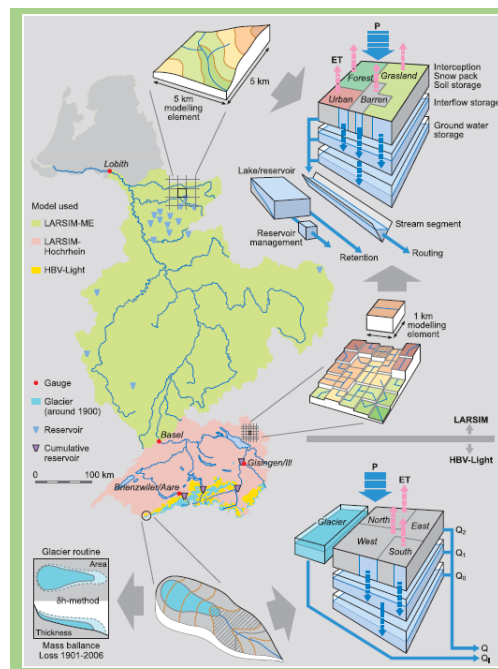 P
ET
Forest
Grasland
Urban
Barren
Interception
Snow pack
Soil storage
Interflow storage
Ground water
storage
5 km
5 km
modelling
element
Lobith
Model used
LARSIM-ME
LARSIM-
Hochrhein
HBV-Light
Lake/reservoir
Reservoir
management
Stream segment
Retention
Routing
1 km
modelling
element
Gauge
Glacier
(around 1900)
Reservoir
Cumulative
reservoir
0
100 km
Basel
Gisingen/Ill
Brienzwiler/Aare
LARSIM
HBV-Light
P
ET
Glacier
North
East
West
South
Q2
Q1
Q0
Q
Glacier routine
Area
δh-method
Thickness
Mass ballance
Loss 1901-2006